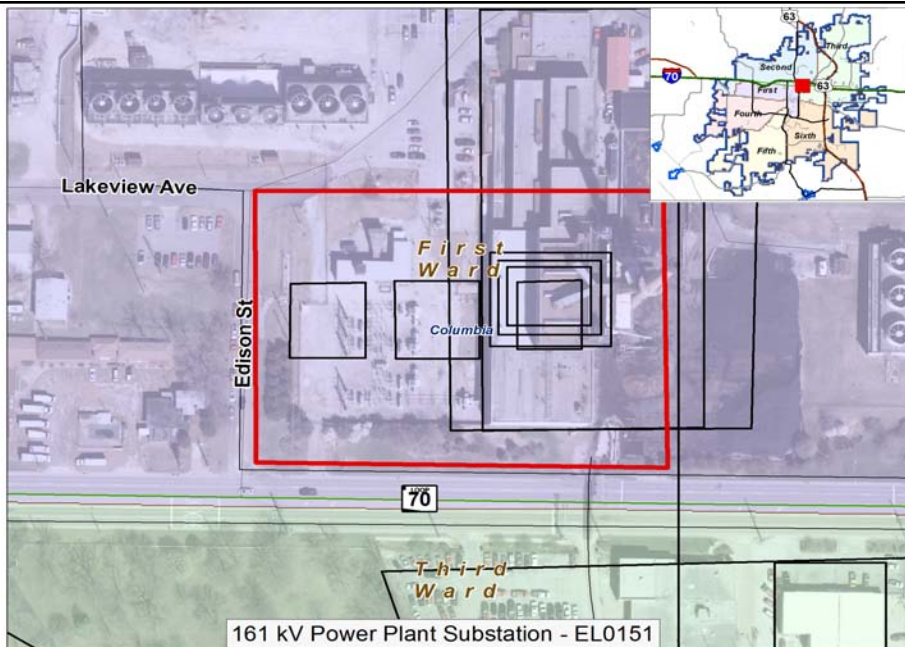 63
Third
Second
70
63
First
Fourth
Sixth
Fifth
Lakeview Ave
First
Ward
Columbia
Edison St
LOOP
70
Third
Ward
161 kV Power Plant Substation - EL0151